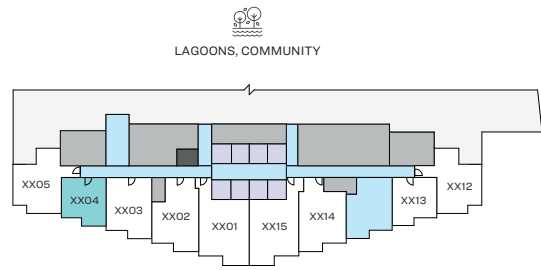 LAGOONS, COMMUNITY
XX05
XX04
XX03
XX02
XX01
XX15
XX14
XX13
XX12